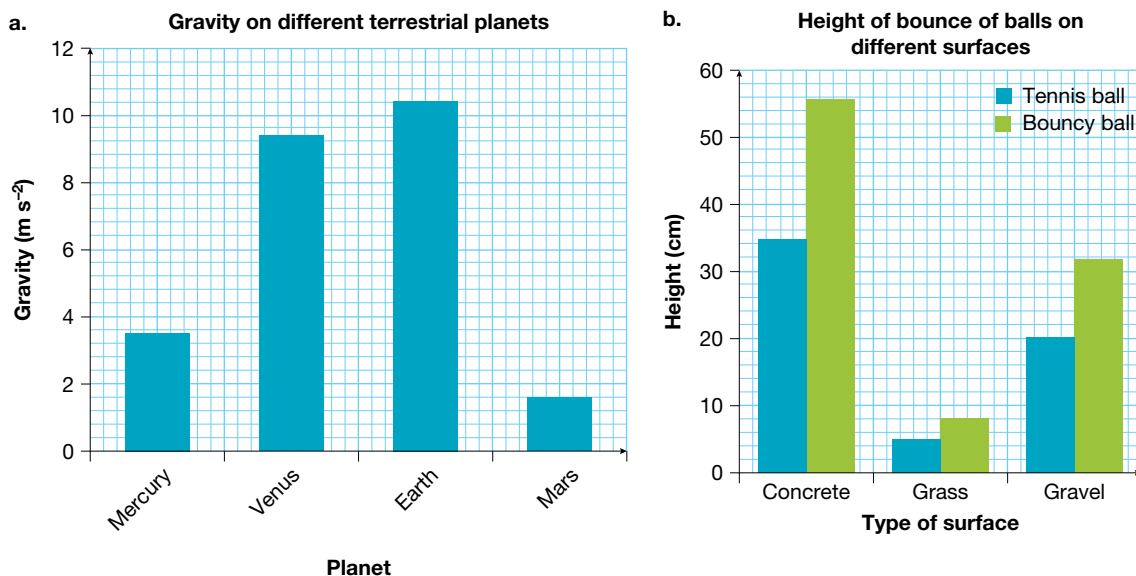 a.
Gravity on different terrestrial planets
12
10
8
6
4
2
0
Gravity (m s⁻²)
Mercury
Venus
Earth
Mars
Planet
b.
Height of bounce of balls on
different surfaces
60
50
40
30
20
10
0
Height (cm)
Tennis ball
Bouncy ball
Concrete
Grass
Gravel
Type of surface